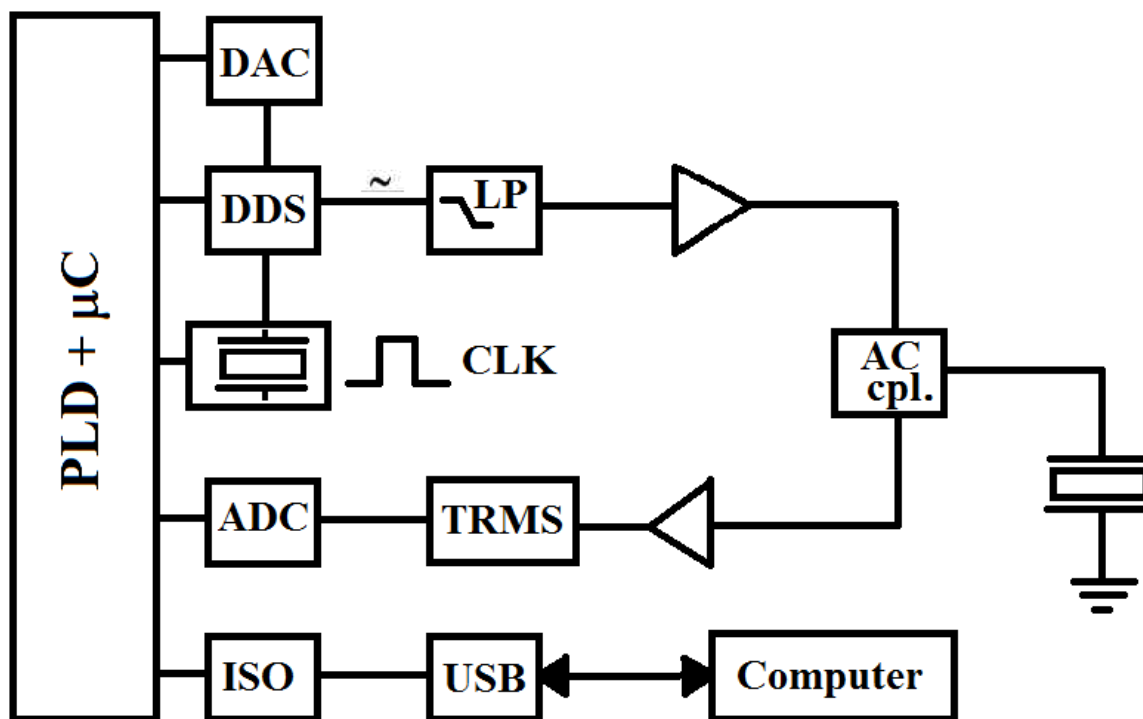 PLD + μC
DAC
DDS
~
LP
CLK
AC
cpl.
ADC
TRMS
ISO
USB
Computer